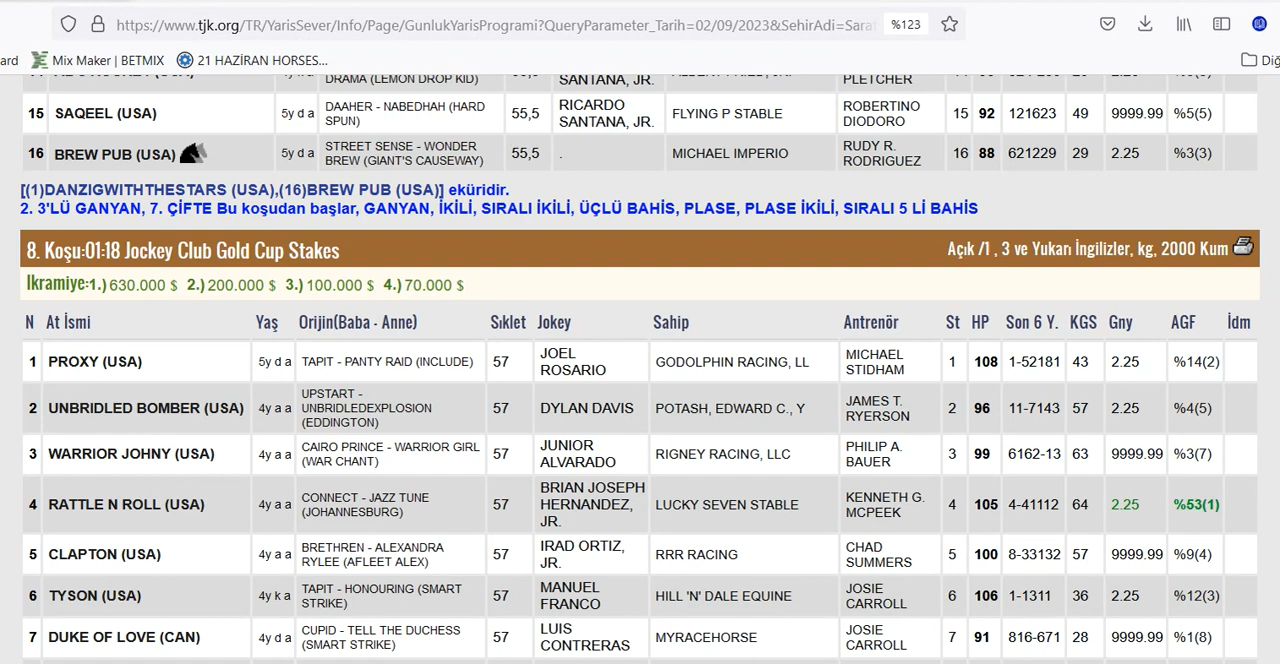 https://www.tjk.org/TR/YarisSever/Info/Page/GunlukYarisProgrami?QueryParameter_Tarih=02/09/2023&SehirAdi=Sarat %123
ard Mix Maker | BETMIX 21 HAZİRAN HORSES... Diğ
DRAMA (LEMON DROP KID) SANTANA, JR. PLETCHER
15 SAQEEL (USA) 5y d a DAAHER - NABEDHAH (HARD SPUN) 55,5 RICARDO SANTANA, JR. FLYING P STABLE ROBERTINO DIODORO 15 92 121623 49 9999.99 %5(5)
16 BREW PUB (USA) 5y d a STREET SENSE - WONDER BREW (GIANT'S CAUSEWAY) 55,5 . MICHAEL IMPERIO RUDY R. RODRIGUEZ 16 88 621229 29 2.25 %3(3)
[(1)DANZIGWITHTHESTARS (USA),(16)BREW PUB (USA)] eküridir.
2. 3'LÜ GANYAN, 7. ÇİFTE Bu koşudan başlar, GANYAN, İKİLİ, SIRALI İKİLİ, ÜÇLÜ BAHİS, PLASE, PLASE İKİLİ, SIRALI 5 Lİ BAHİS
8. Koşu:01:18 Jockey Club Gold Cup Stakes Açık /1 , 3 ve Yukarı İngilizler, kg, 2000 Kum
İkramiye:1.) 630.000 $ 2.) 200.000 $ 3.) 100.000 $ 4.) 70.000 $
N At İsmi Yaş Orijin(Baba - Anne) Sıklet Jokey Sahip Antrenör St HP Son 6 Y. KGS Gny AGF İdm
1 PROXY (USA) 5y d a TAPIT - PANTY RAID (INCLUDE) 57 JOEL ROSARIO GODOLPHIN RACING, LL MICHAEL STIDHAM 1 108 1-52181 43 2.25 %14(2)
2 UNBRIDLED BOMBER (USA) 4y a a UPSTART - UNBRIDLEDEXPLOSION (EDDINGTON) 57 DYLAN DAVIS POTASH, EDWARD C., Y JAMES T. RYERSON 2 96 11-7143 57 2.25 %4(5)
3 WARRIOR JOHNY (USA) 4y a a CAIRO PRINCE - WARRIOR GIRL (WAR CHANT) 57 JUNIOR ALVARADO RIGNEY RACING, LLC PHILIP A. BAUER 3 99 6162-13 63 9999.99 %3(7)
4 RATTLE N ROLL (USA) 4y a a CONNECT - JAZZ TUNE (JOHANNESBURG) 57 BRIAN JOSEPH HERNANDEZ, JR. LUCKY SEVEN STABLE KENNETH G. MCPEEK 4 105 4-41112 64 2.25 %53(1)
5 CLAPTON (USA) 4y a a BRETHREN - ALEXANDRA RYLEE (AFLEET ALEX) 57 IRAD ORTIZ, JR. RRR RACING CHAD SUMMERS 5 100 8-33132 57 9999.99 %9(4)
6 TYSON (USA) 4y k a TAPIT - HONOURING (SMART STRIKE) 57 MANUEL FRANCO HILL 'N' DALE EQUINE JOSIE CARROLL 6 106 1-1311 36 2.25 %12(3)
7 DUKE OF LOVE (CAN) 4y d a CUPID - TELL THE DUCHESS (SMART STRIKE) 57 LUIS CONTRERAS MYRACEHORSE JOSIE CARROLL 7 91 816-671 28 9999.99 %1(8)